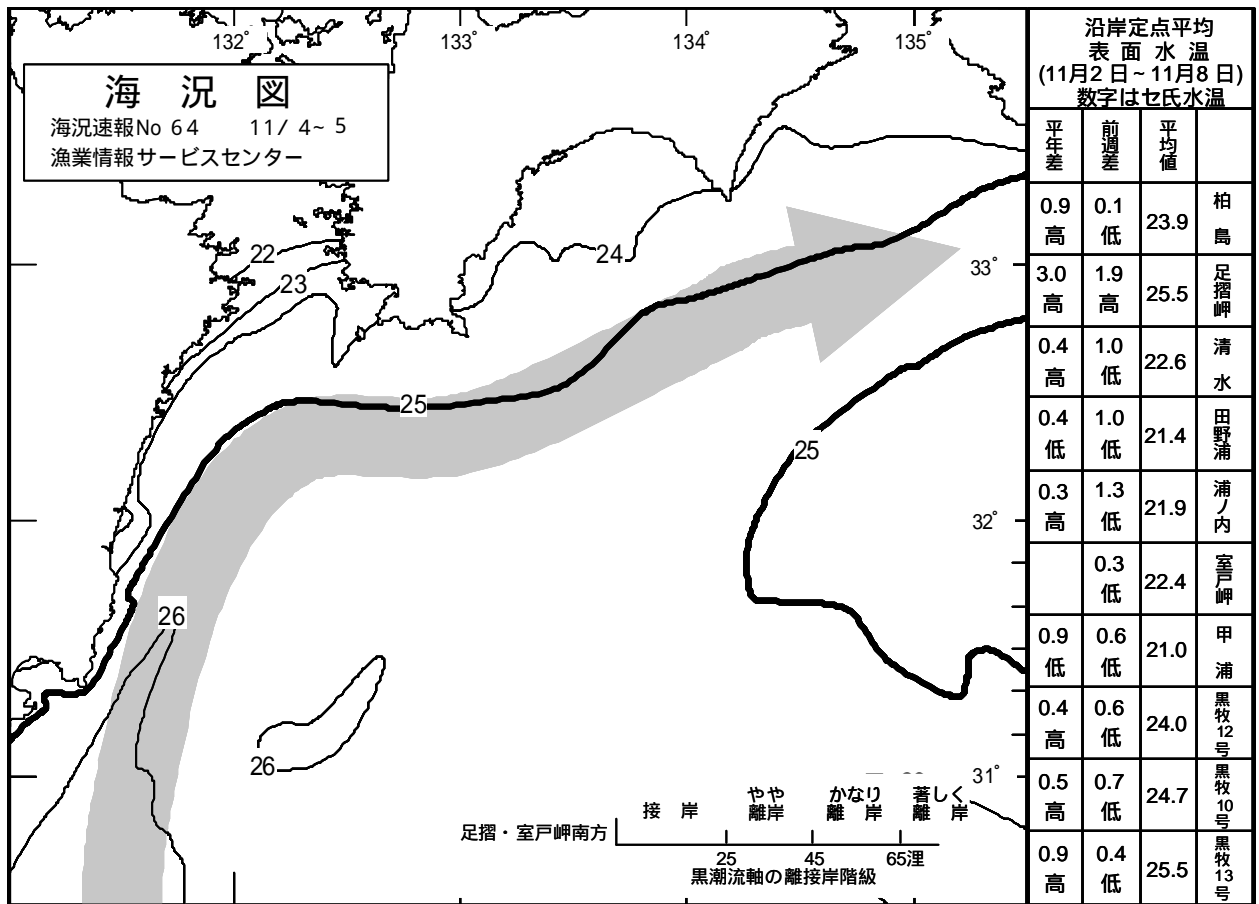 132°
133°
134°
135°
海 況 図
海況速報No 64 11/ 4~ 5
漁業情報サービスセンター
22
23
24
33°
25
25
32°
26
26
31°
接 岸
やや
離岸
かなり
離 岸
著しく
離 岸
足摺・室戸岬南方
25
45
65浬
黒潮流軸の離接岸階級
沿岸定点平均
表 面 水 温
(11月2 日~11月8 日)
数字はセ氏水温
平年差 前週差 平均値
0.9高 0.1低 23.9 柏島
3.0高 1.9高 25.5 足摺岬
0.4高 1.0低 22.6 清水
0.4低 1.0低 21.4 田野浦
0.3高 1.3低 21.9 浦ノ内
0.3低 22.4 室戸岬
0.9低 0.6低 21.0 甲浦
0.4高 0.6低 24.0 黒牧12号
0.5高 0.7低 24.7 黒牧10号
0.9高 0.4低 25.5 黒牧13号